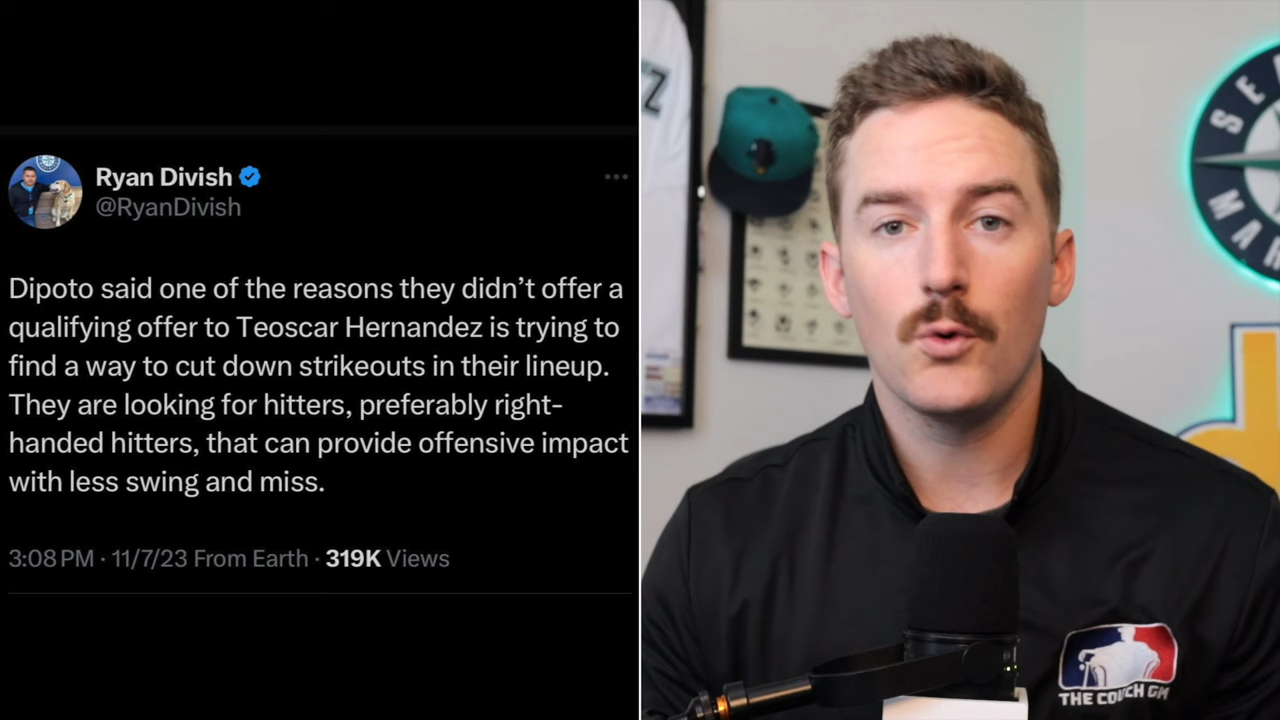 Ryan Divish
@RyanDivish
Dipoto said one of the reasons they didn’t offer a
qualifying offer to Teoscar Hernandez is trying to
find a way to cut down strikeouts in their lineup.
They are looking for hitters, preferably right-
handed hitters, that can provide offensive impact
with less swing and miss.
3:08 PM · 11/7/23 From Earth · 319K Views
Z
SE
MAR
THE COUCH GM